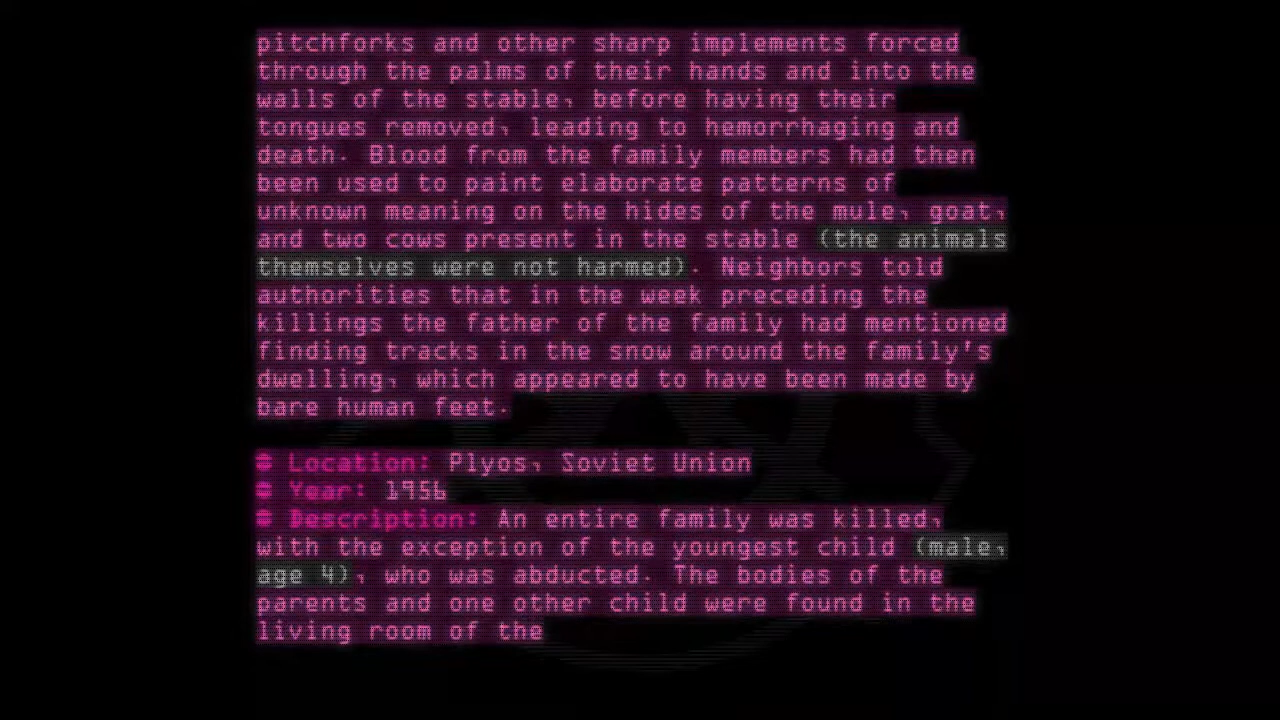 pitchforks and other sharp implements forced
through the palms of their hands and into the
walls of the stable, before having their
tongues removed, leading to hemorrhaging and
death. Blood from the family members had then
been used to paint elaborate patterns of
unknown meaning on the hides of the mule, goat,
and two cows present in the stable (the animals
themselves were not harmed). Neighbors told
authorities that in the week preceding the
killings the father of the family had mentioned
finding tracks in the snow around the family's
dwelling, which appeared to have been made by
bare human feet.
Location: Plyos, Soviet Union
Year: 1956
Description: An entire family was killed,
with the exception of the youngest child (male,
age 4), who was abducted. The bodies of the
parents and one other child were found in the
living room of the